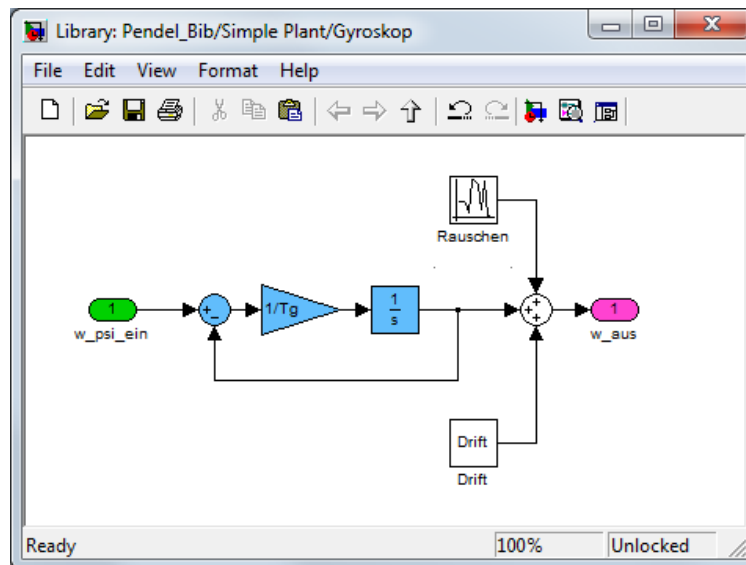 Library: Pendel_Bib/Simple Plant/Gyroskop
File Edit View Format Help
Rauschen
1
w_psi_ein
+
-
1/Tg
1
s
+
+
+
1
w_aus
Drift
Drift
Ready 100% Unlocked